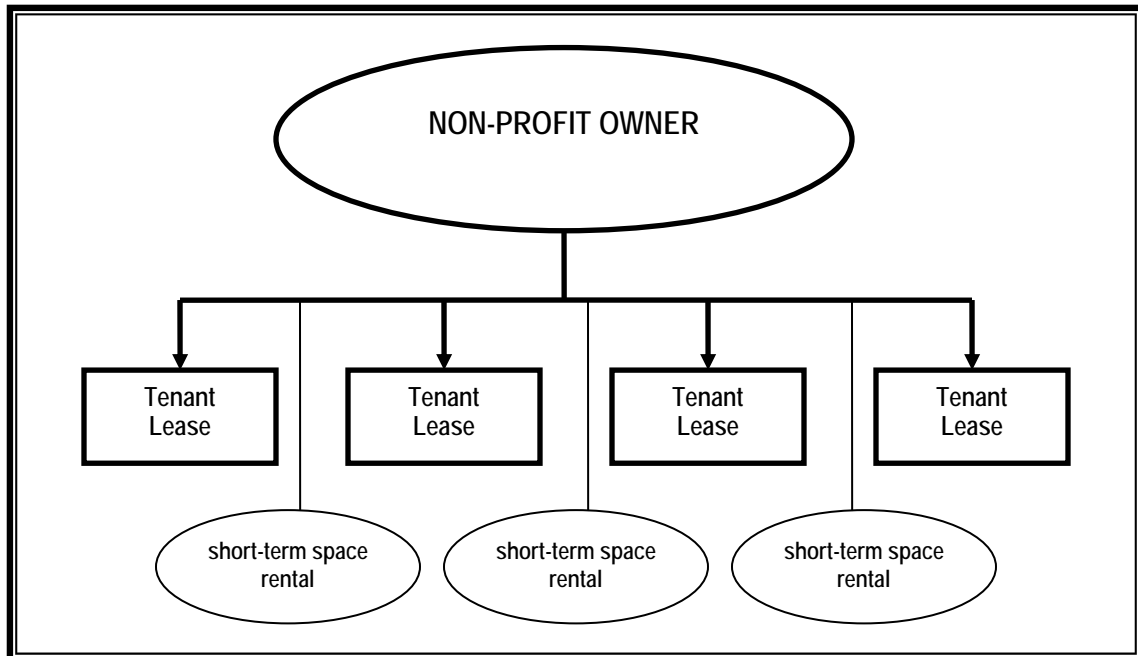 NON-PROFIT OWNER
Tenant
Lease
Tenant
Lease
Tenant
Lease
Tenant
Lease
short-term space
rental
short-term space
rental
short-term space
rental